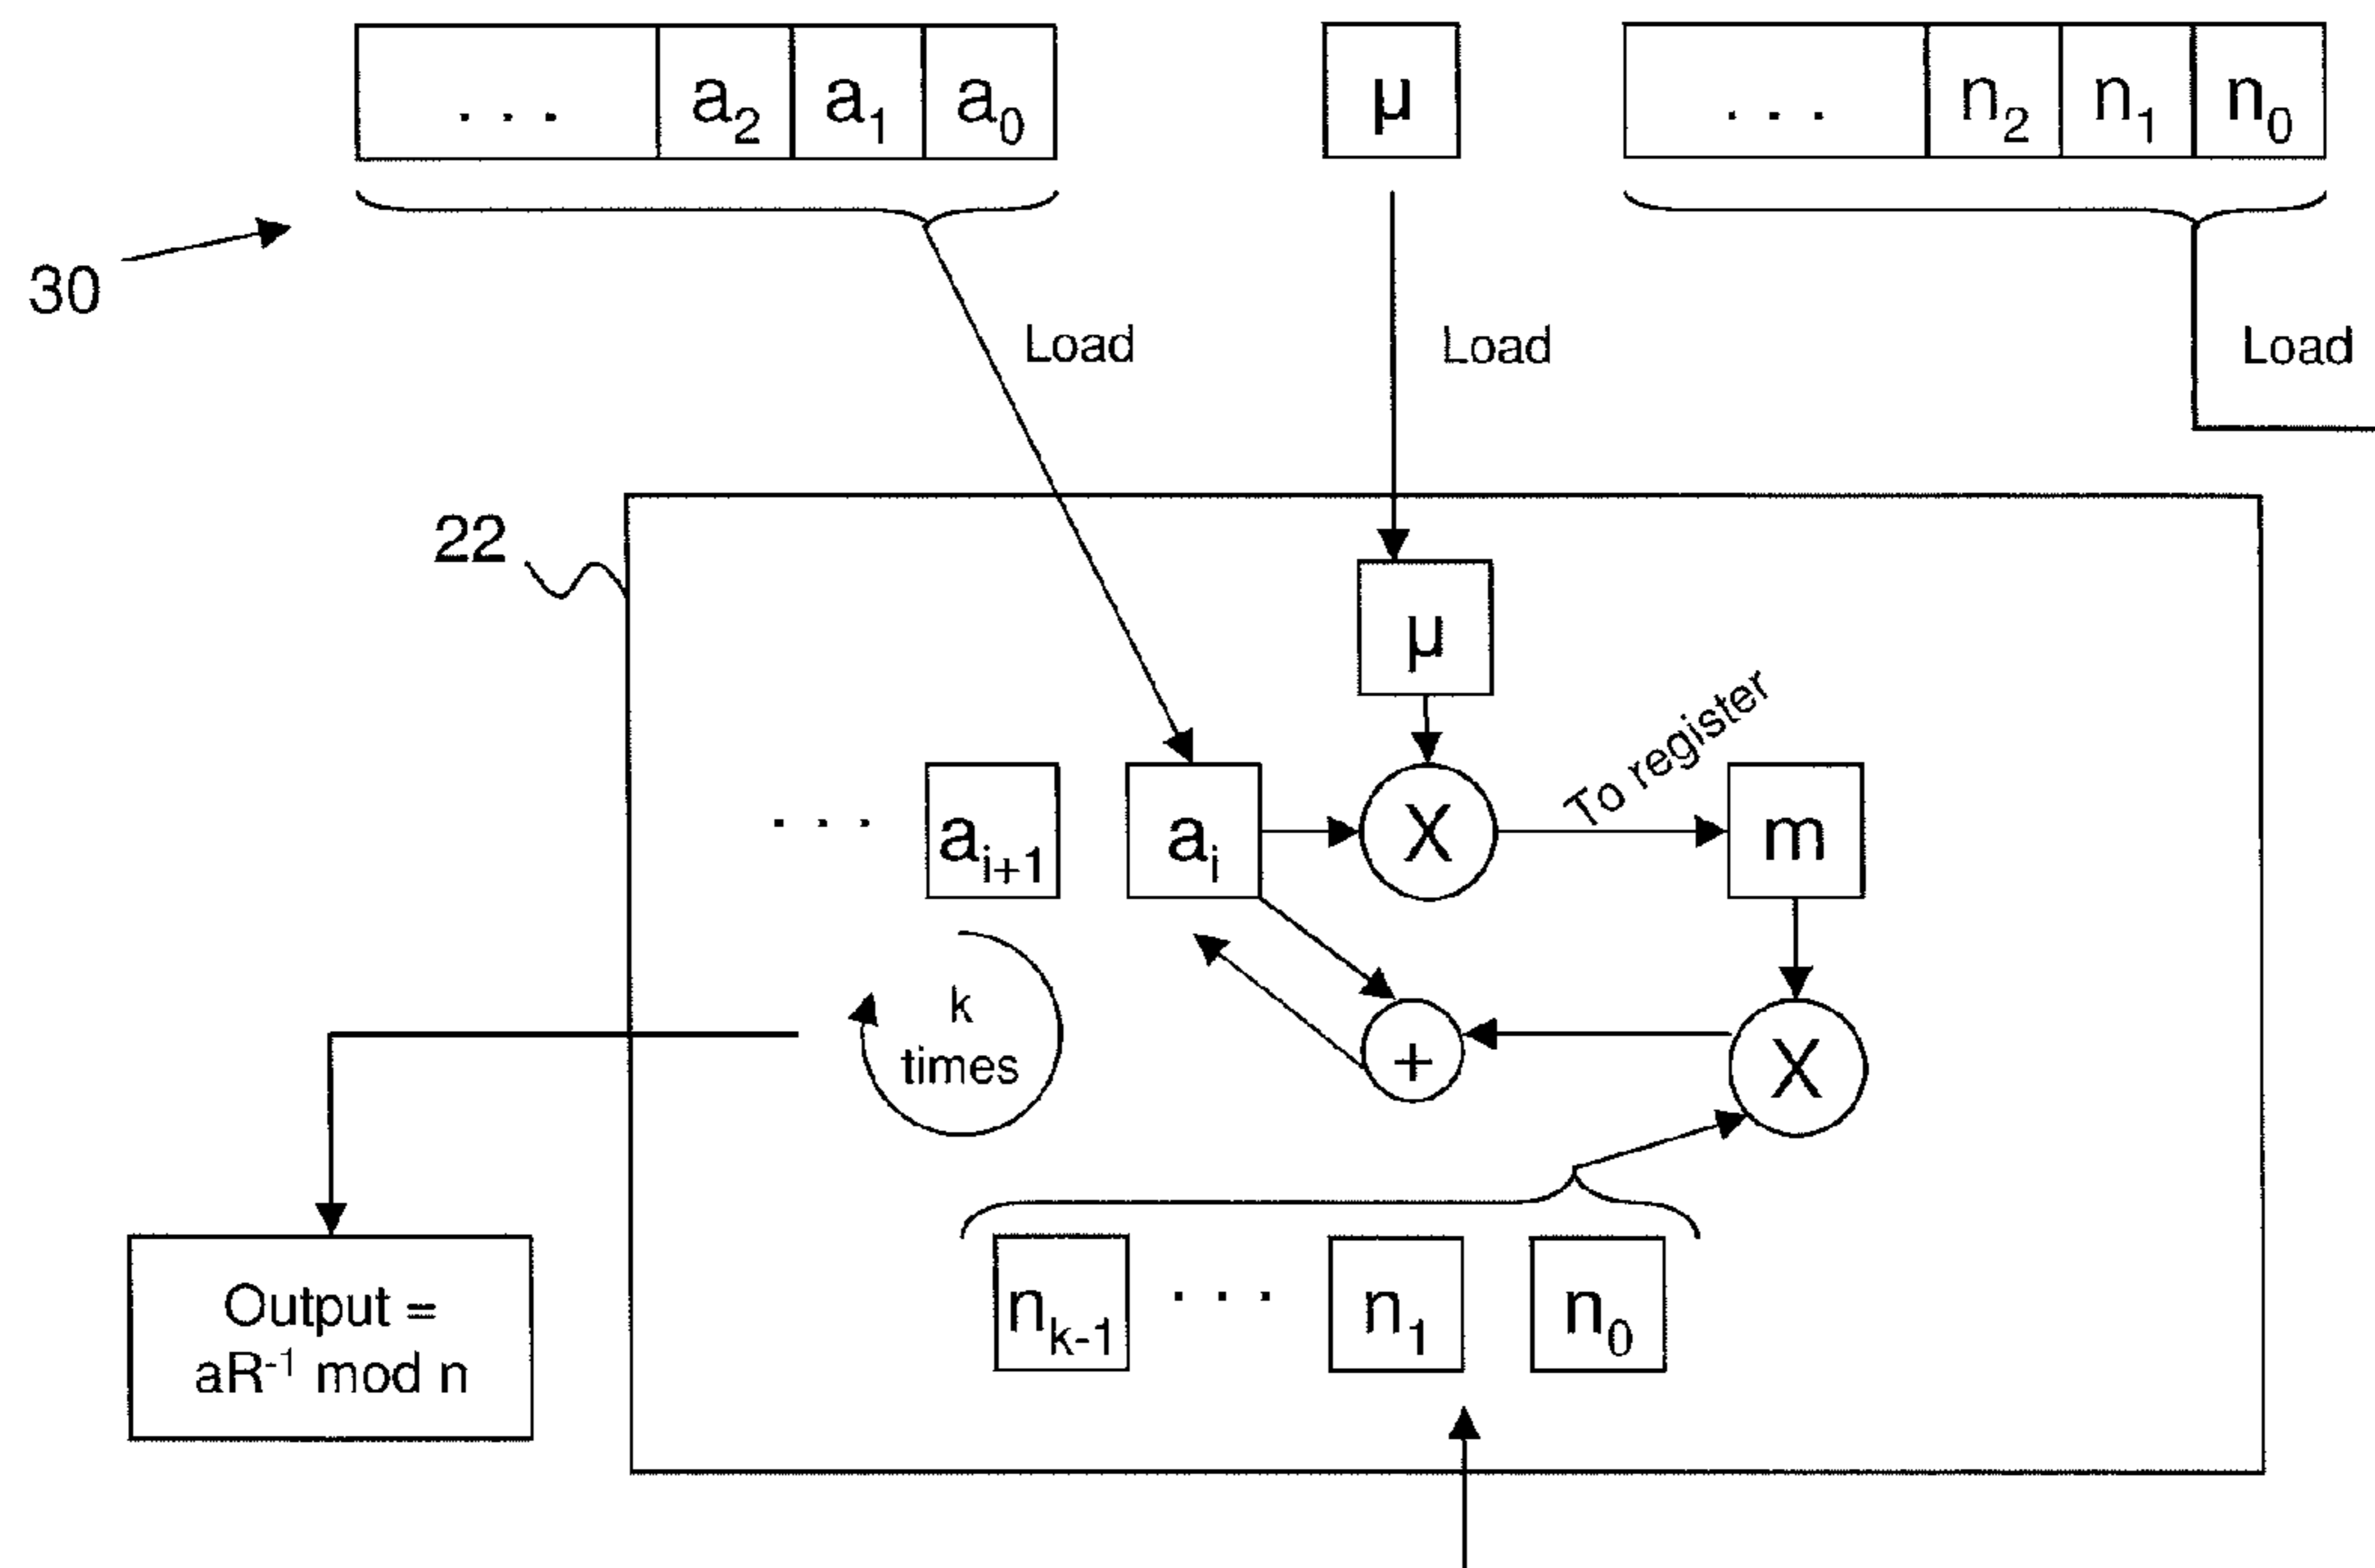 . . . a₂ a₁ a₀
μ
. . . n₂ n₁ n₀
30
Load
Load
Load
22
μ
To register
. . . aᵢ₊₁ aᵢ X m
k
times
+
X
Output =
aR⁻¹ mod n
nₖ₋₁ . . . n₁ n₀